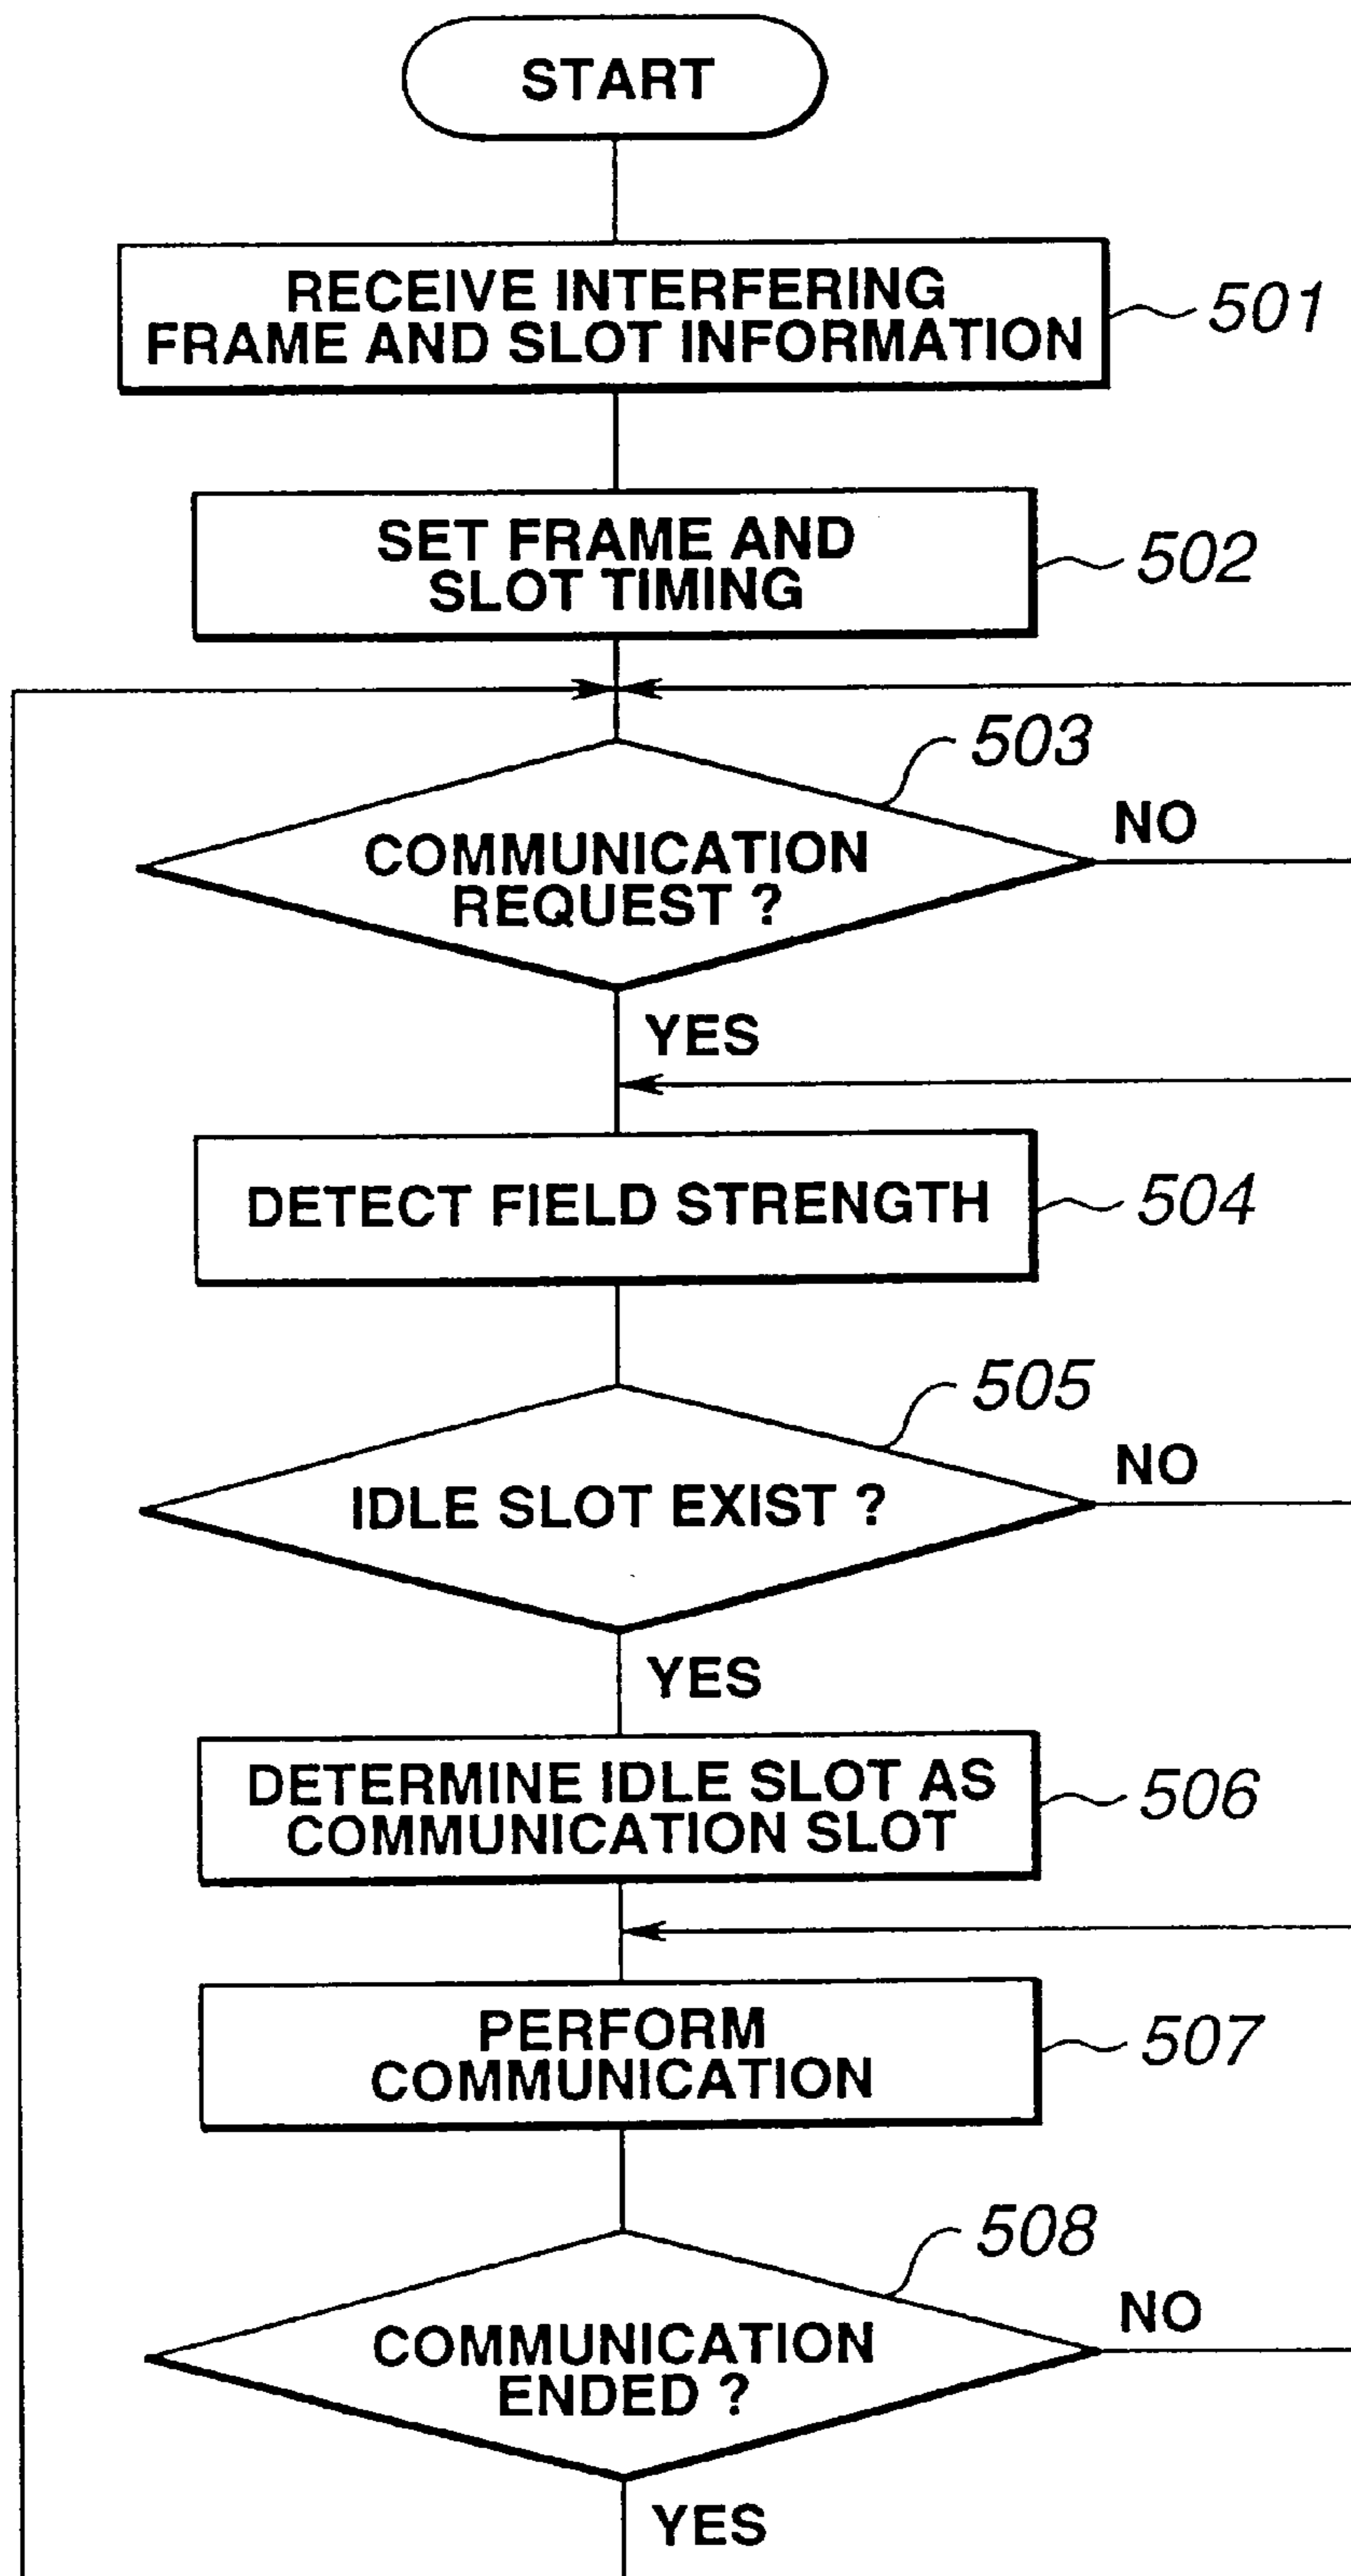 START
RECEIVE INTERFERING
FRAME AND SLOT INFORMATION
501
SET FRAME AND
SLOT TIMING
502
503
NO
COMMUNICATION
REQUEST ?
YES
DETECT FIELD STRENGTH
504
505
NO
IDLE SLOT EXIST ?
YES
DETERMINE IDLE SLOT AS
COMMUNICATION SLOT
506
PERFORM
COMMUNICATION
507
508
NO
COMMUNICATION
ENDED ?
YES